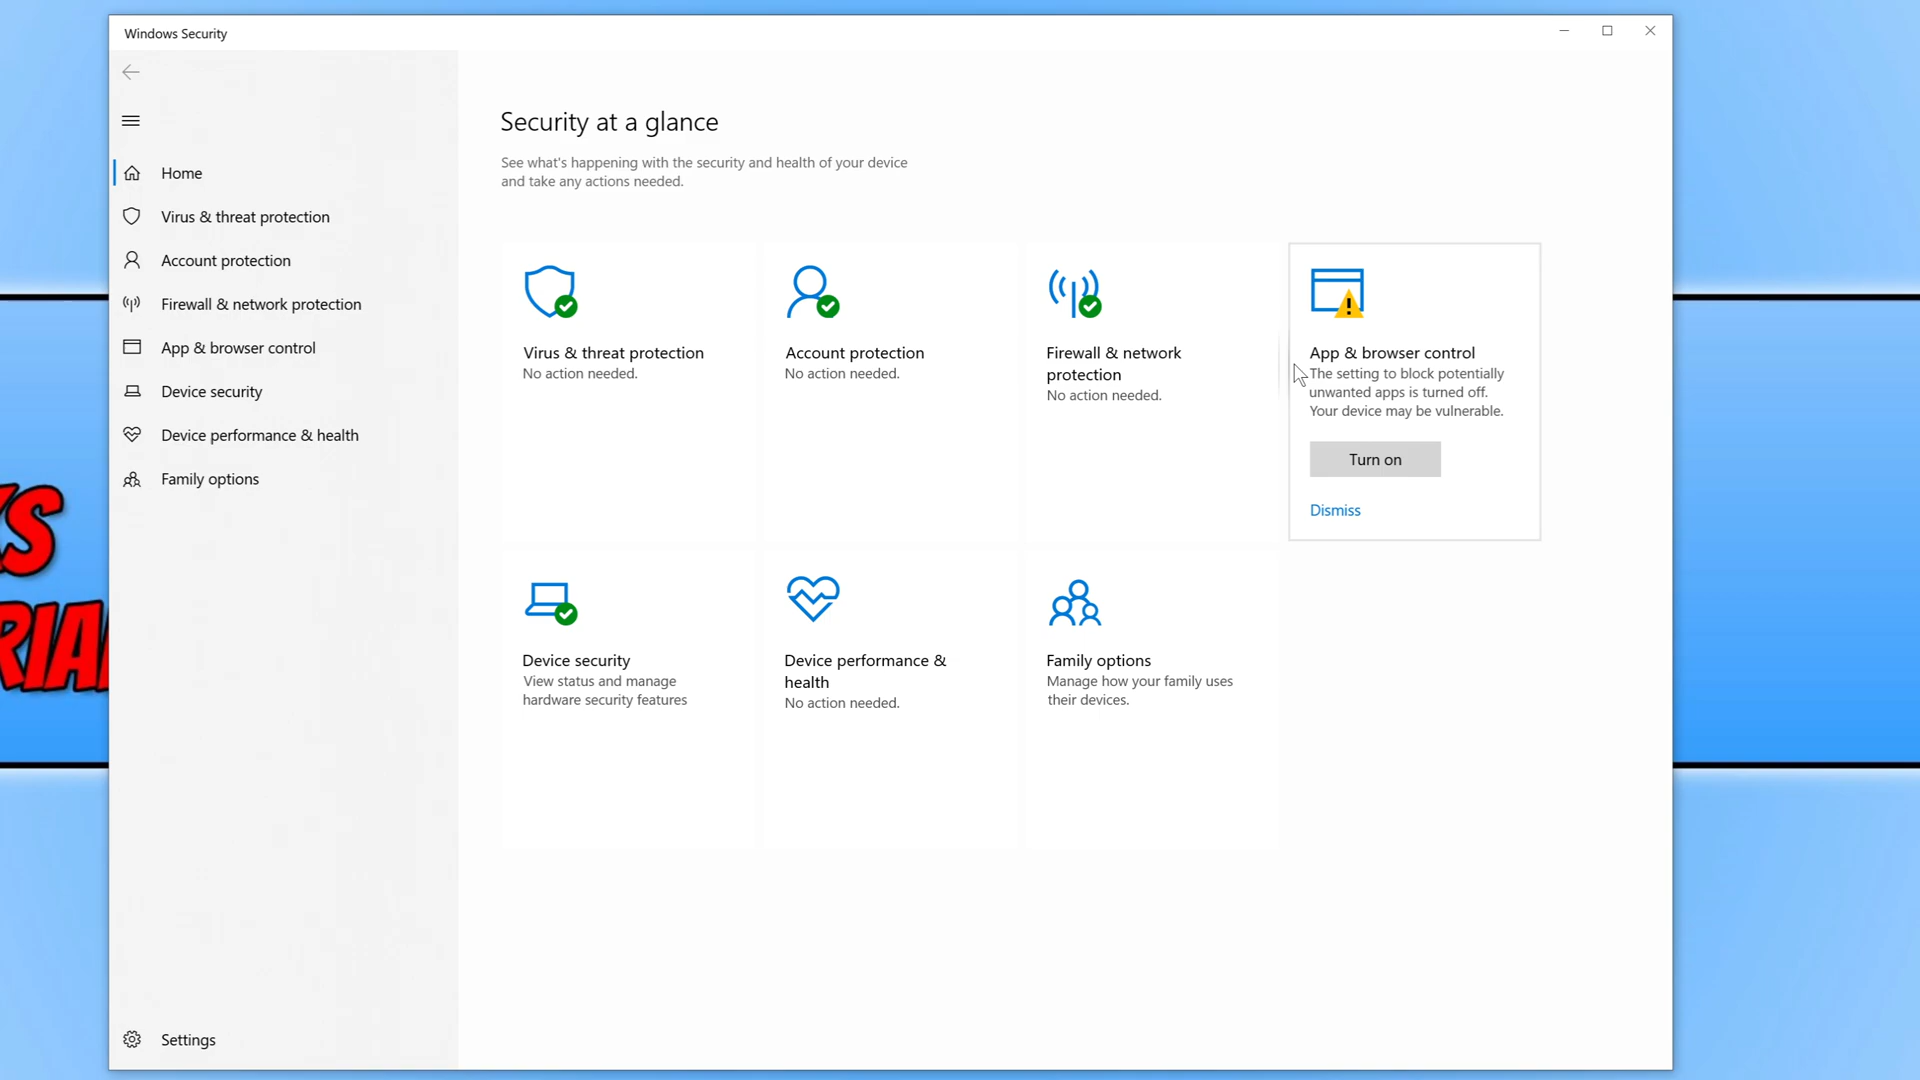 Windows Security
Home
Virus & threat protection
Account protection
Firewall & network protection
App & browser control
Device security
Device performance & health
Family options
Settings
Security at a glance
See what's happening with the security and health of your device
and take any actions needed.
Virus & threat protection
No action needed.
Account protection
No action needed.
Firewall & network
protection
No action needed.
App & browser control
The setting to block potentially
unwanted apps is turned off.
Your device may be vulnerable.
Turn on
Dismiss
Device security
View status and manage
hardware security features
Device performance &
health
No action needed.
Family options
Manage how your family uses
their devices.